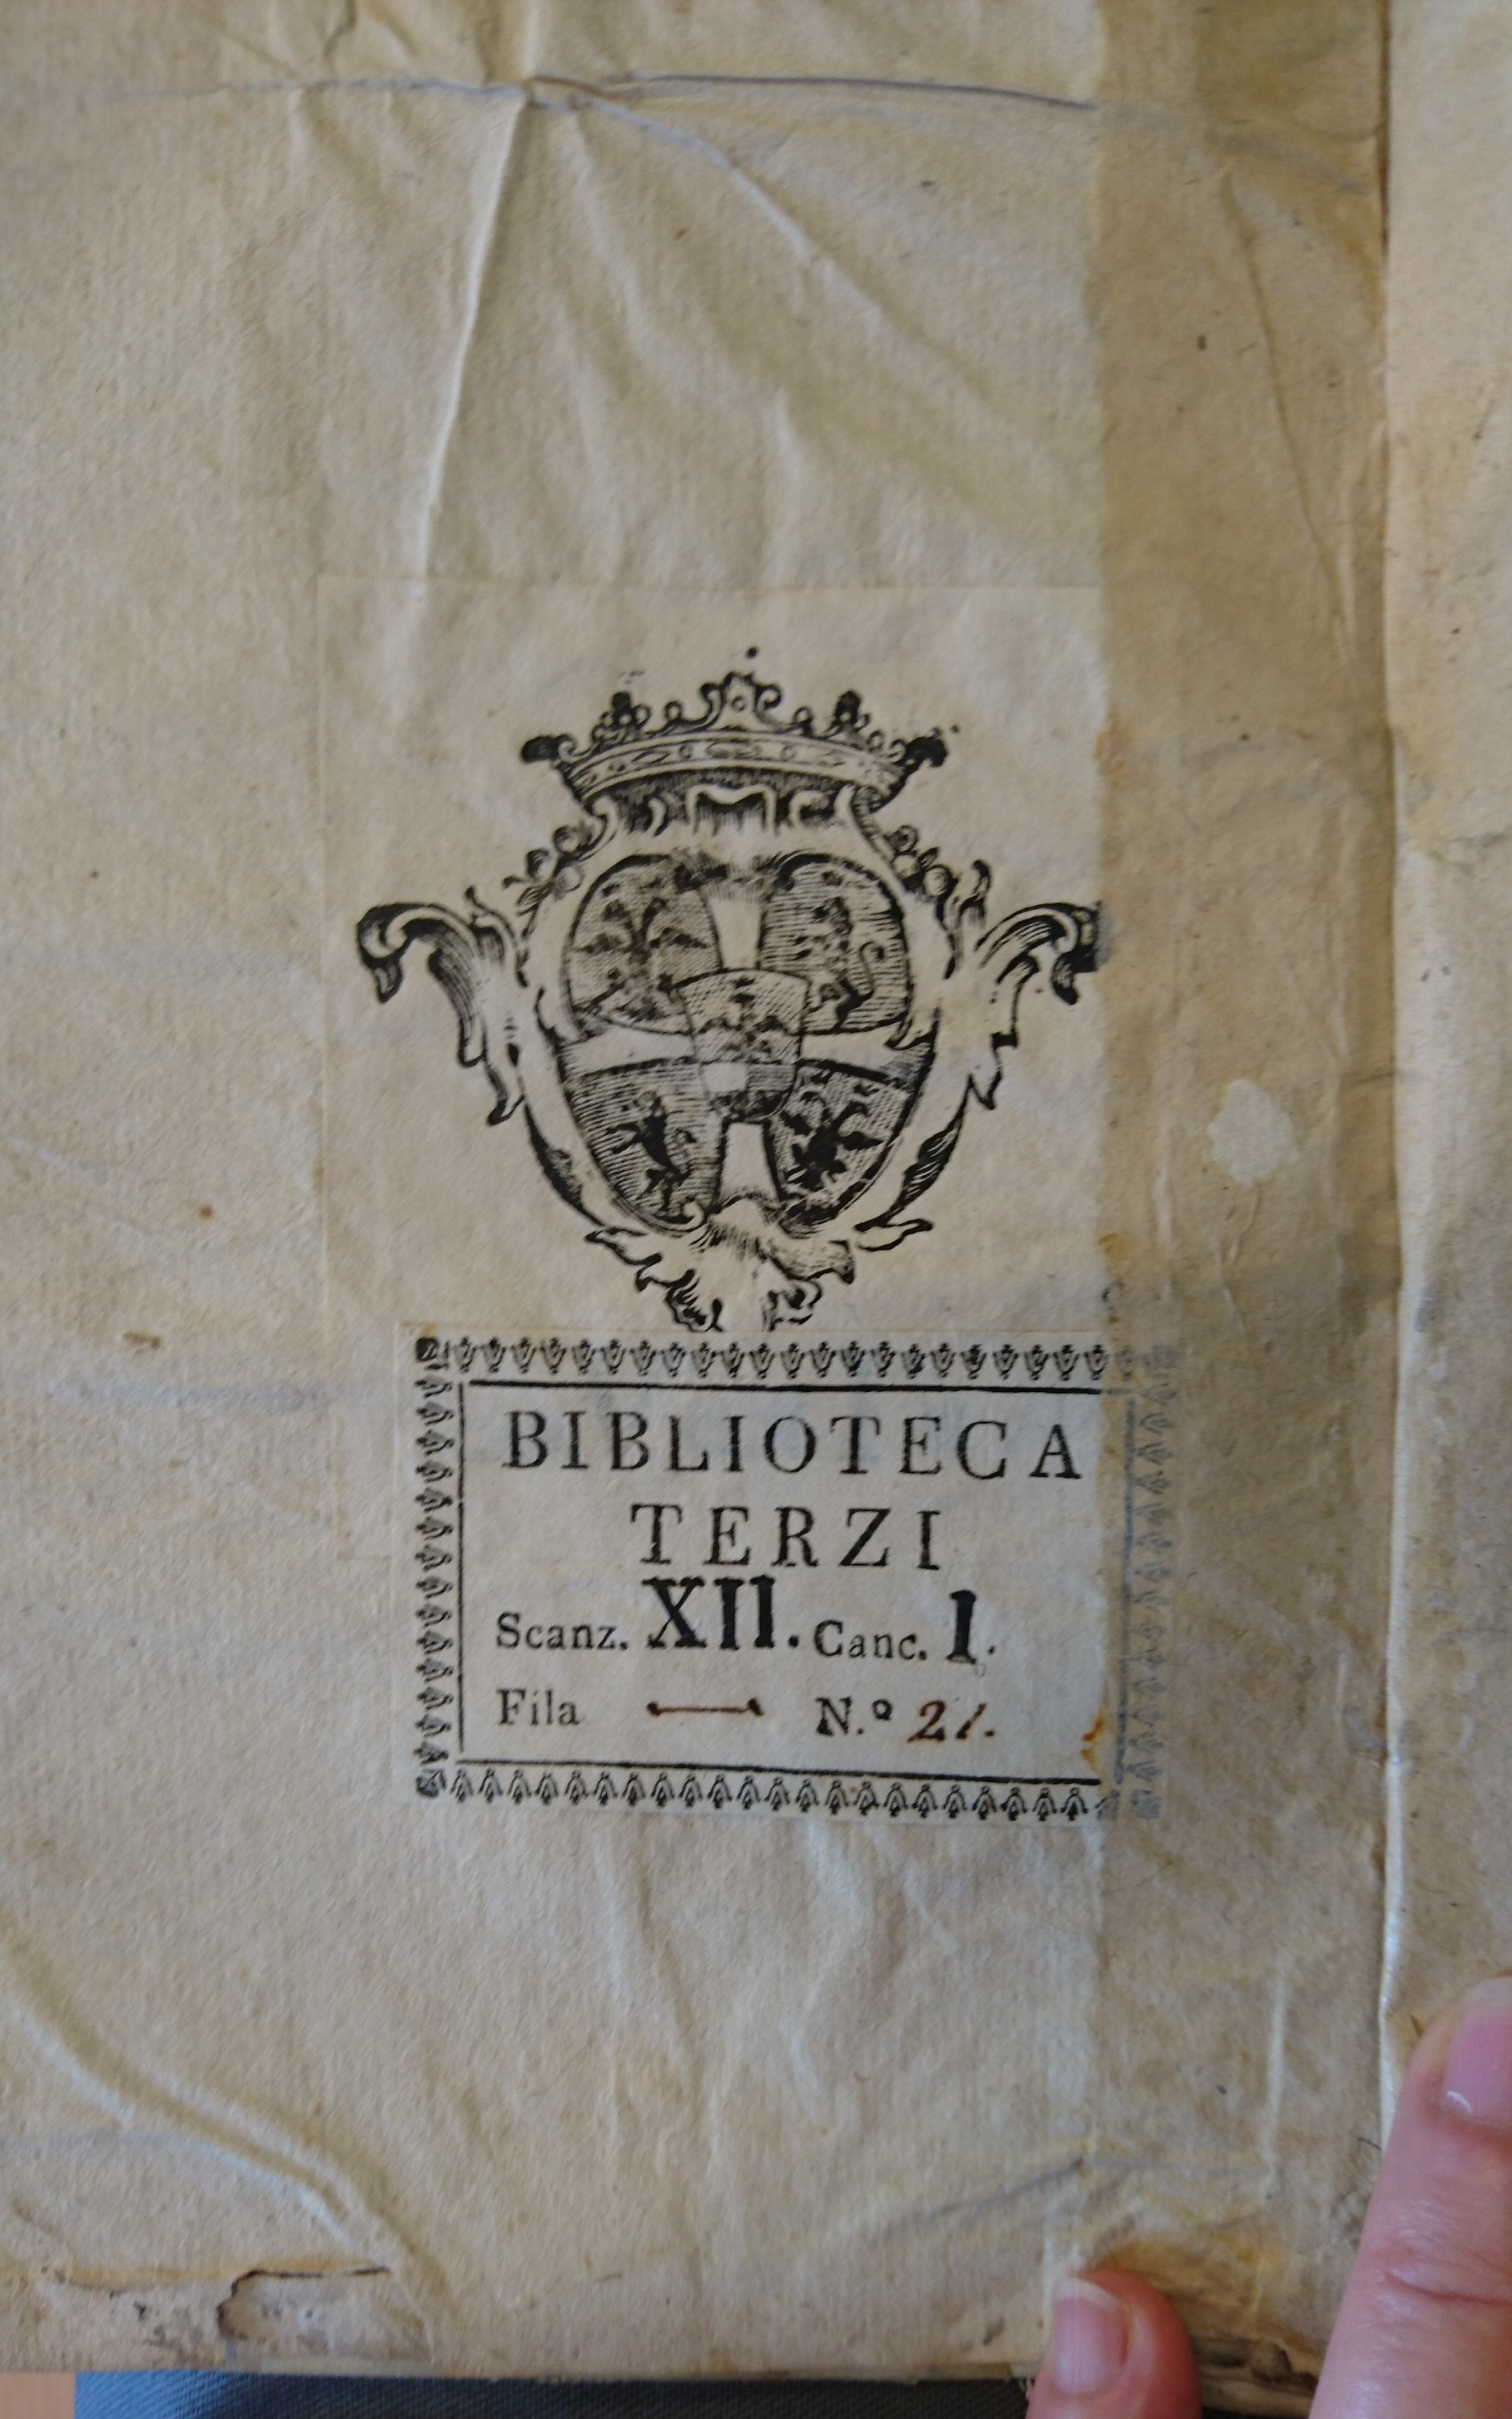 BIBLIOTECA
TERZI
Scanz. XII. Canc. I.
Fila — N.º 21.